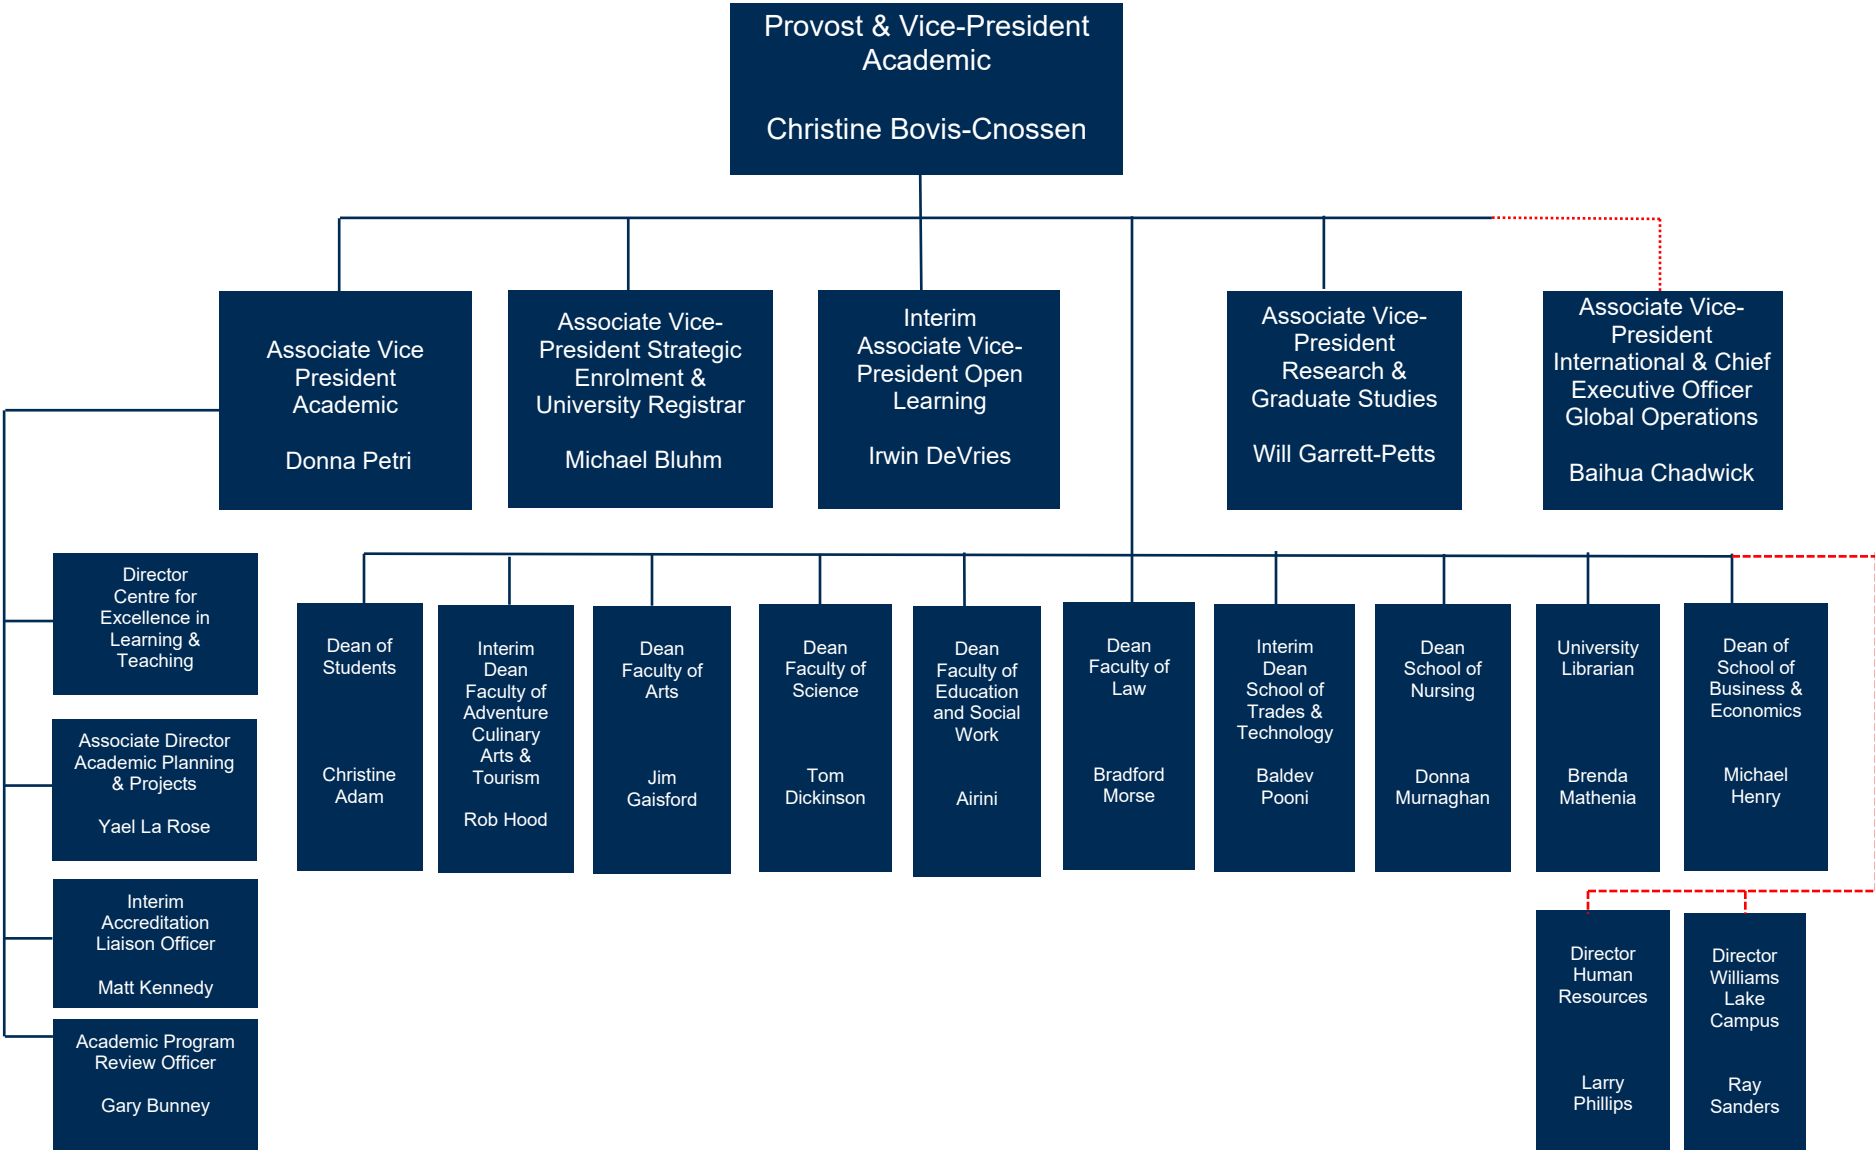 Provost & Vice-President
Academic
Christine Bovis-Cnossen
Associate Vice
President
Academic
Donna Petri
Associate Vice-
President Strategic
Enrolment &
University Registrar
Michael Bluhm
Interim
Associate Vice-
President Open
Learning
Irwin DeVries
Associate Vice-
President
Research &
Graduate Studies
Will Garrett-Petts
Associate Vice-
President
International & Chief
Executive Officer
Global Operations
Baihua Chadwick
Director
Centre for
Excellence in
Learning &
Teaching
Associate Director
Academic Planning
& Projects
Yael La Rose
Interim
Accreditation
Liaison Officer
Matt Kennedy
Academic Program
Review Officer
Gary Bunney
Dean of
Students
Christine
Adam
Interim
Dean
Faculty of
Adventure
Culinary
Arts &
Tourism
Rob Hood
Dean
Faculty of
Arts
Jim
Gaisford
Dean
Faculty of
Science
Tom
Dickinson
Dean
Faculty of
Education
and Social
Work
Airini
Dean
Faculty of
Law
Bradford
Morse
Interim
Dean
School of
Trades &
Technology
Baldev
Pooni
Dean
School of
Nursing
Donna
Murnaghan
University
Librarian
Brenda
Mathenia
Dean of
School of
Business &
Economics
Michael
Henry
Director
Human
Resources
Larry
Phillips
Director
Williams
Lake
Campus
Ray
Sanders